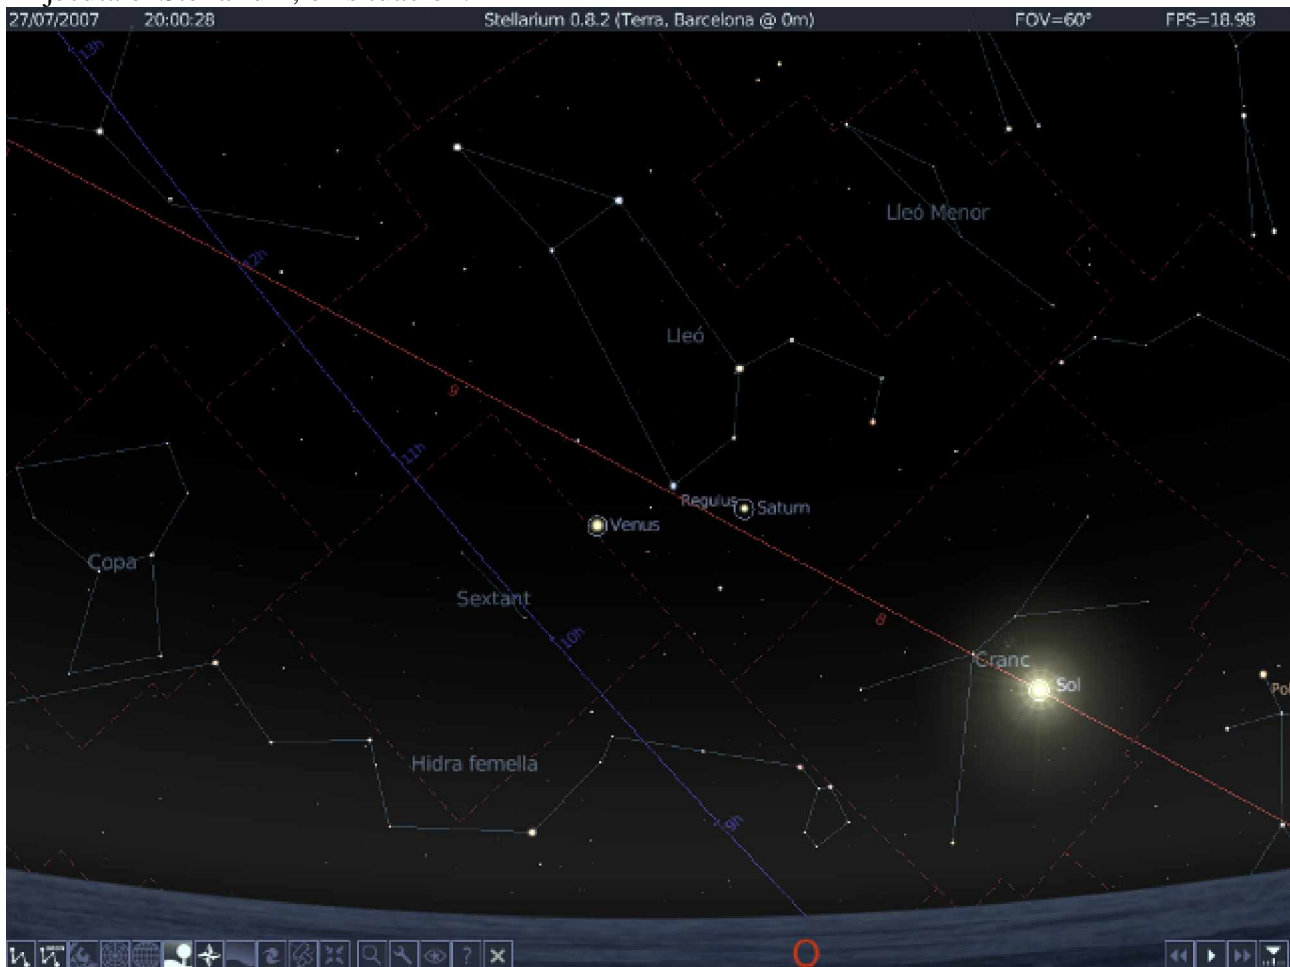 27/07/2007 20:00:28 Stellarium 0.8.2 (Terra, Barcelona @ 0m) FOV=60° FPS=18.98
13h
Lleó Menor
12h
Lleó
9
11h
Regulus
Saturn
Venus
Copa
Sextant
8
10h
Cranc
Sol
Pol
Hidra femella
9h
?
O